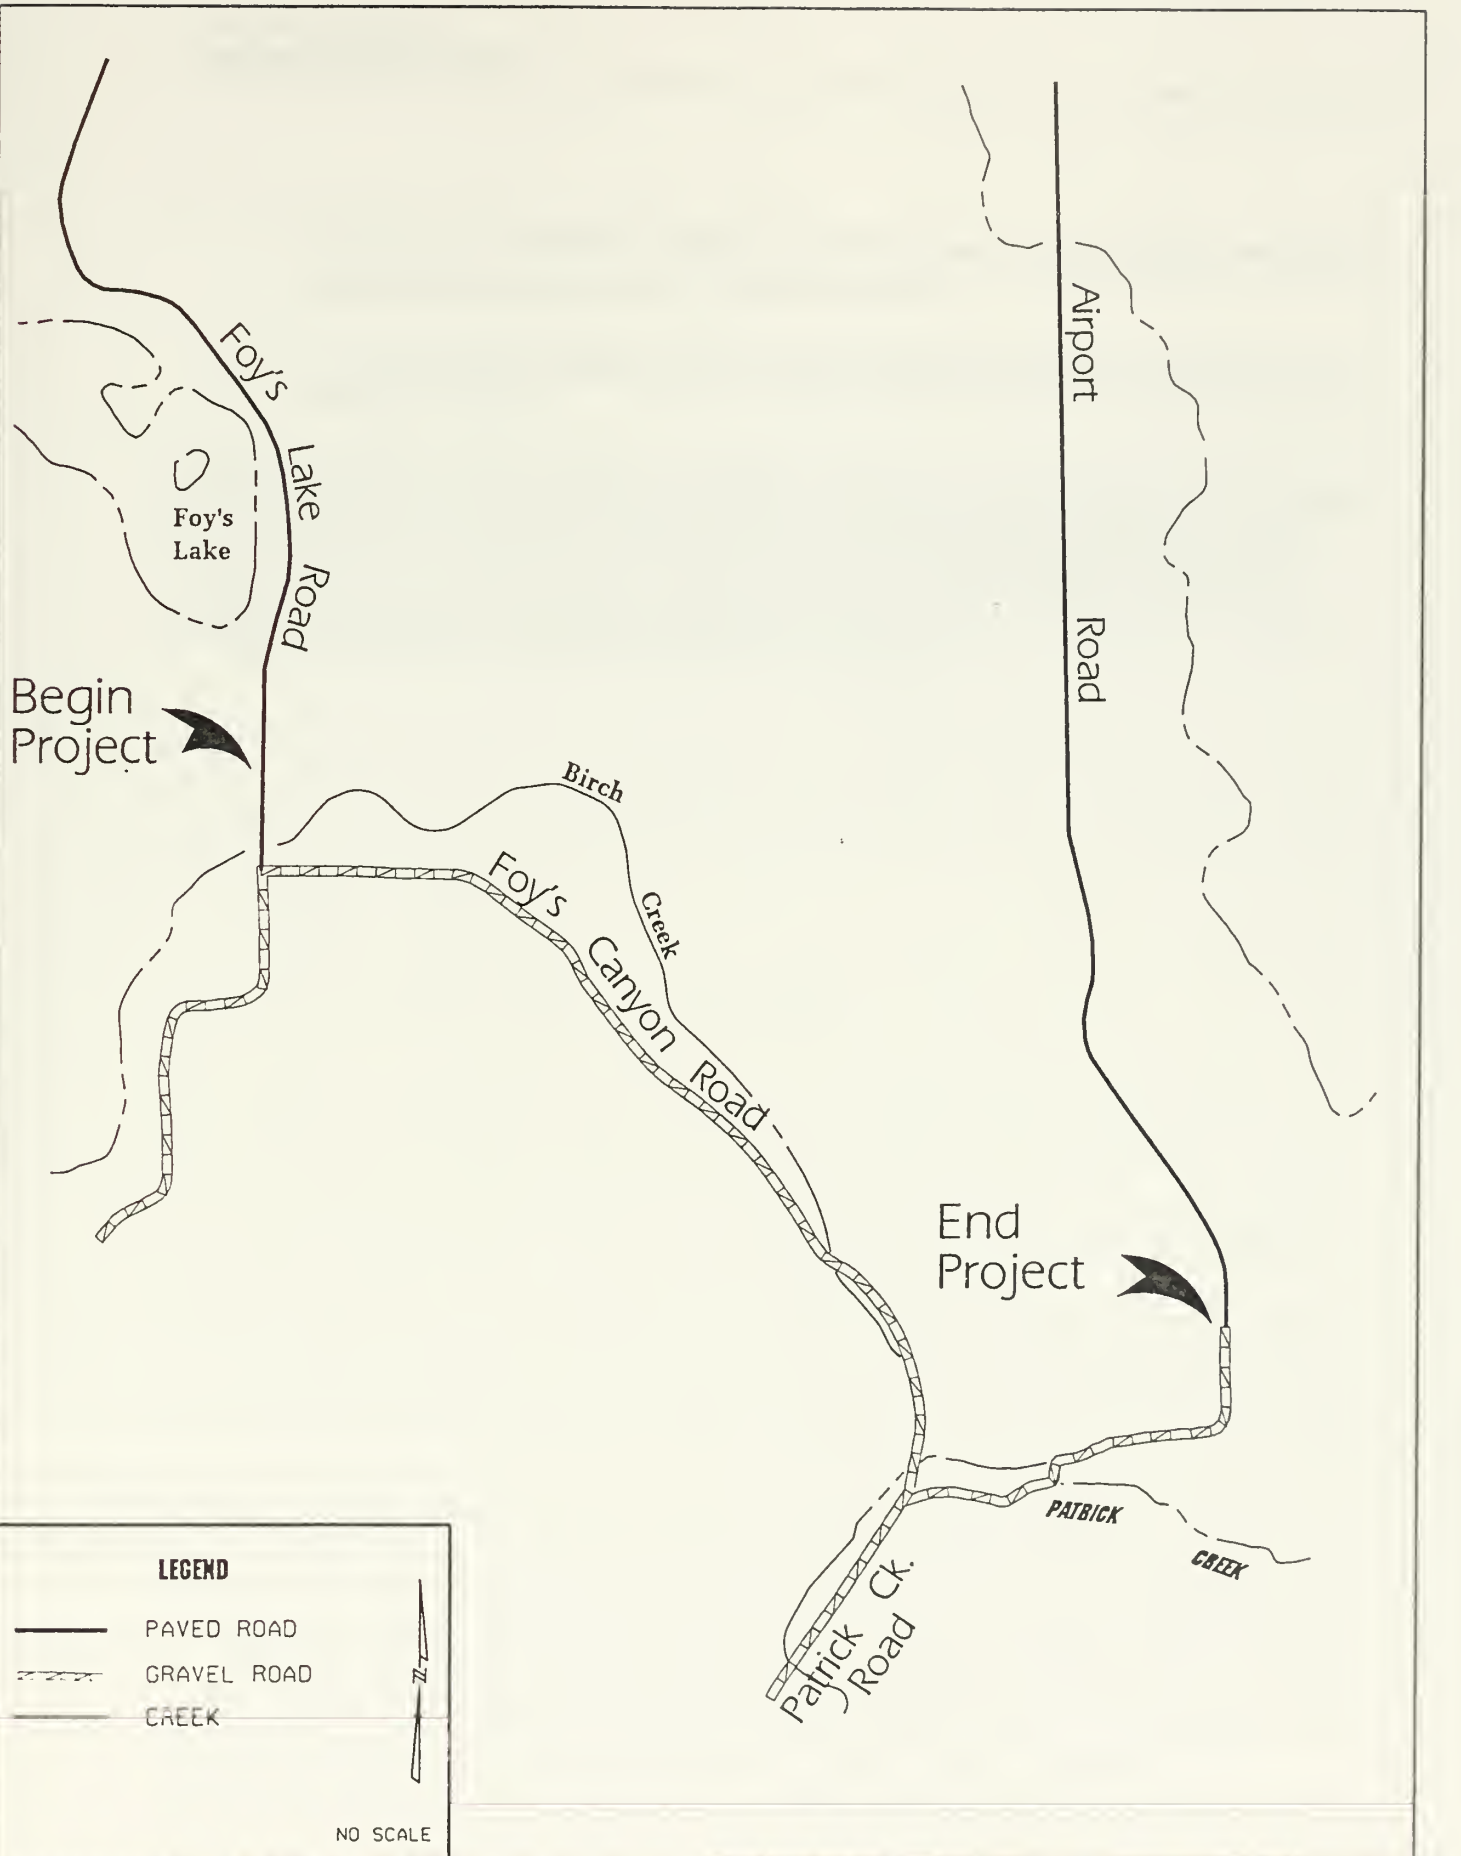 Airport
Road
Foy's
Lake
Road
Foy's
Lake
Begin
Project
Birch
Creek
Foy's
Canyon
Road
End
Project
PATRICK
CREEK
Patrick Ck.
Road
LEGEND
PAVED ROAD
GRAVEL ROAD
CREEK
N
NO SCALE